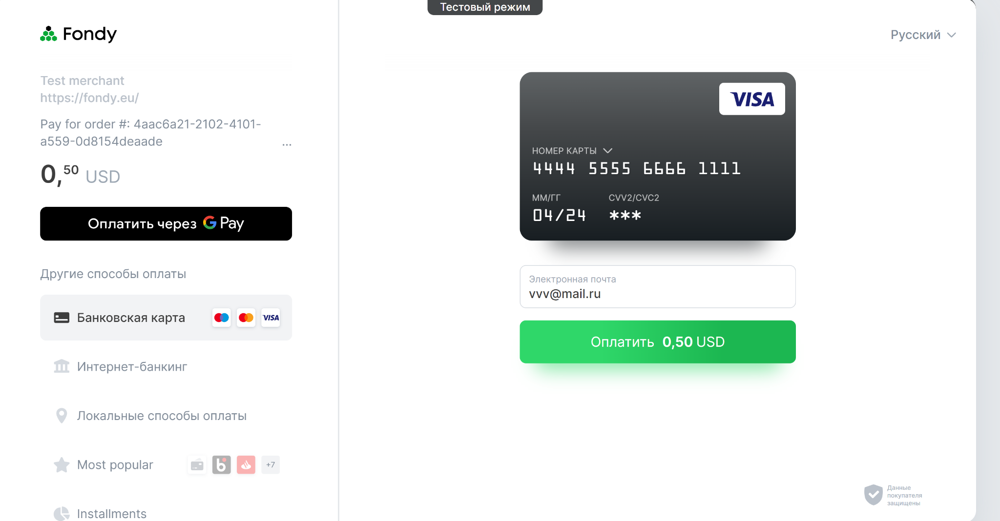 Тестовый режим
Fondy
Русский
Test merchant
https://fondy.eu/
Pay for order #: 4aac6a21-2102-4101-
a559-0d8154deaade
...
0,50 USD
Оплатить через G Pay
Другие способы оплаты
Банковская карта
VISA
Интернет-банкинг
Локальные способы оплаты
Most popular
b
+7
Installments
VISA
НОМЕР КАРТЫ
4444 5555 6666 1111
ММ/ГГ
CVV2/CVC2
04/24
***
Электронная почта
vvv@mail.ru
Оплатить 0,50 USD
Данные
покупателя
защищены